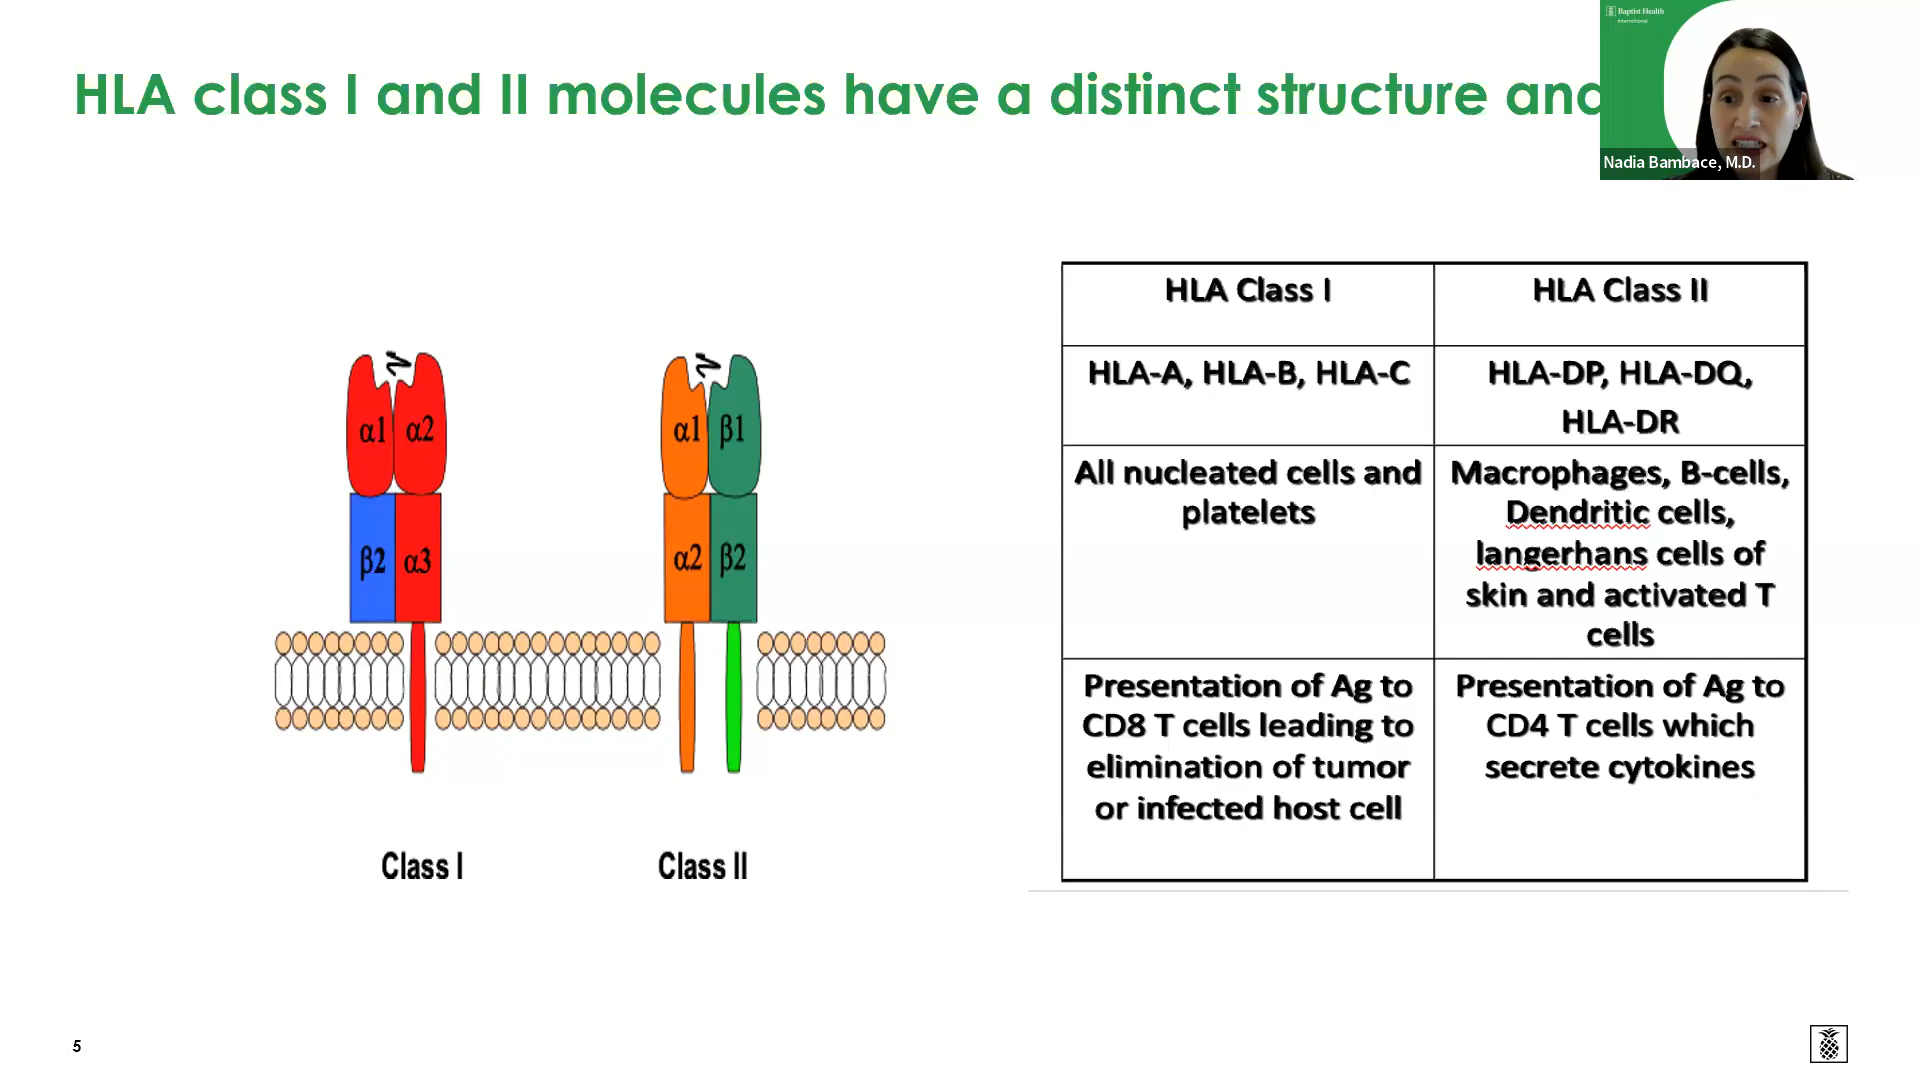 HLA class I and II molecules have a distinct structure and
Baptist Health
International
Nadia Bambace, M.D.
α1 α2
β2 α3
α1 β1
α2 β2
Class I
Class II
HLA Class I
HLA Class II
HLA-A, HLA-B, HLA-C
HLA-DP, HLA-DQ,
HLA-DR
All nucleated cells and
platelets
Macrophages, B-cells,
Dendritic cells,
langerhans cells of
skin and activated T
cells
Presentation of Ag to
CD8 T cells leading to
elimination of tumor
or infected host cell
Presentation of Ag to
CD4 T cells which
secrete cytokines
5